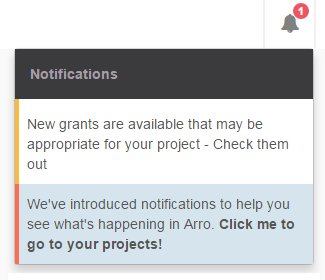 1
Notifications
New grants are available that may be
appropriate for your project - Check them
out
We've introduced notifications to help you
see what's happening in Arro. Click me to
go to your projects!